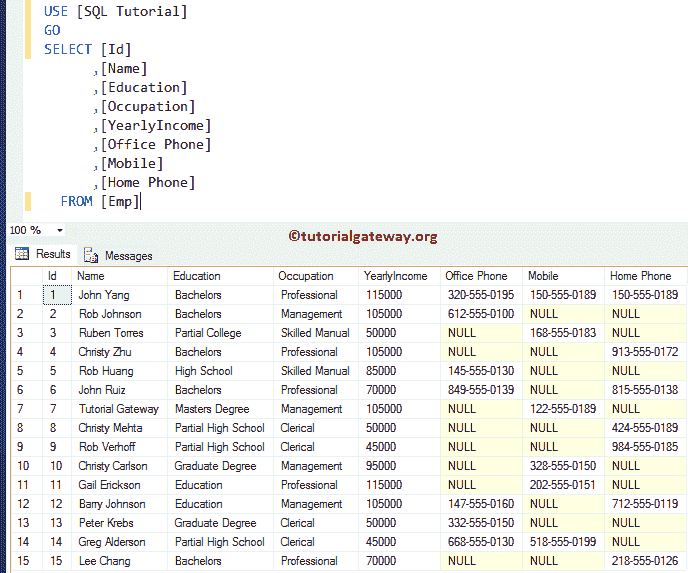 USE [SQL Tutorial]
GO
SELECT [Id]
,[Name]
,[Education]
,[Occupation]
,[YearlyIncome]
,[Office Phone]
,[Mobile]
,[Home Phone]
FROM [Emp]
100 %
©tutorialgateway.org
Results Messages
Id Name Education Occupation YearlyIncome Office Phone Mobile Home Phone
1 1 John Yang Bachelors Professional 115000 320-555-0195 150-555-0189 150-555-0189
2 2 Rob Johnson Bachelors Management 105000 612-555-0100 NULL NULL
3 3 Ruben Torres Partial College Skilled Manual 50000 NULL 168-555-0183 NULL
4 4 Christy Zhu Bachelors Professional 105000 NULL NULL 913-555-0172
5 5 Rob Huang High School Skilled Manual 85000 145-555-0130 NULL NULL
6 6 John Ruiz Bachelors Professional 70000 849-555-0139 NULL 815-555-0138
7 7 Tutorial Gateway Masters Degree Management 105000 NULL 122-555-0189 NULL
8 8 Christy Mehta Partial High School Clerical 50000 NULL NULL 424-555-0189
9 9 Rob Verhoff Partial High School Clerical 45000 NULL NULL 984-555-0185
10 10 Christy Carlson Graduate Degree Management 95000 NULL 328-555-0150 NULL
11 11 Gail Erickson Education Professional 115000 NULL 202-555-0151 NULL
12 12 Barry Johnson Education Management 105000 147-555-0160 NULL 712-555-0119
13 13 Peter Krebs Graduate Degree Clerical 50000 332-555-0150 NULL NULL
14 14 Greg Alderson Partial High School Clerical 45000 668-555-0130 518-555-0199 NULL
15 15 Lee Chang Bachelors Professional 70000 NULL NULL 218-555-0126